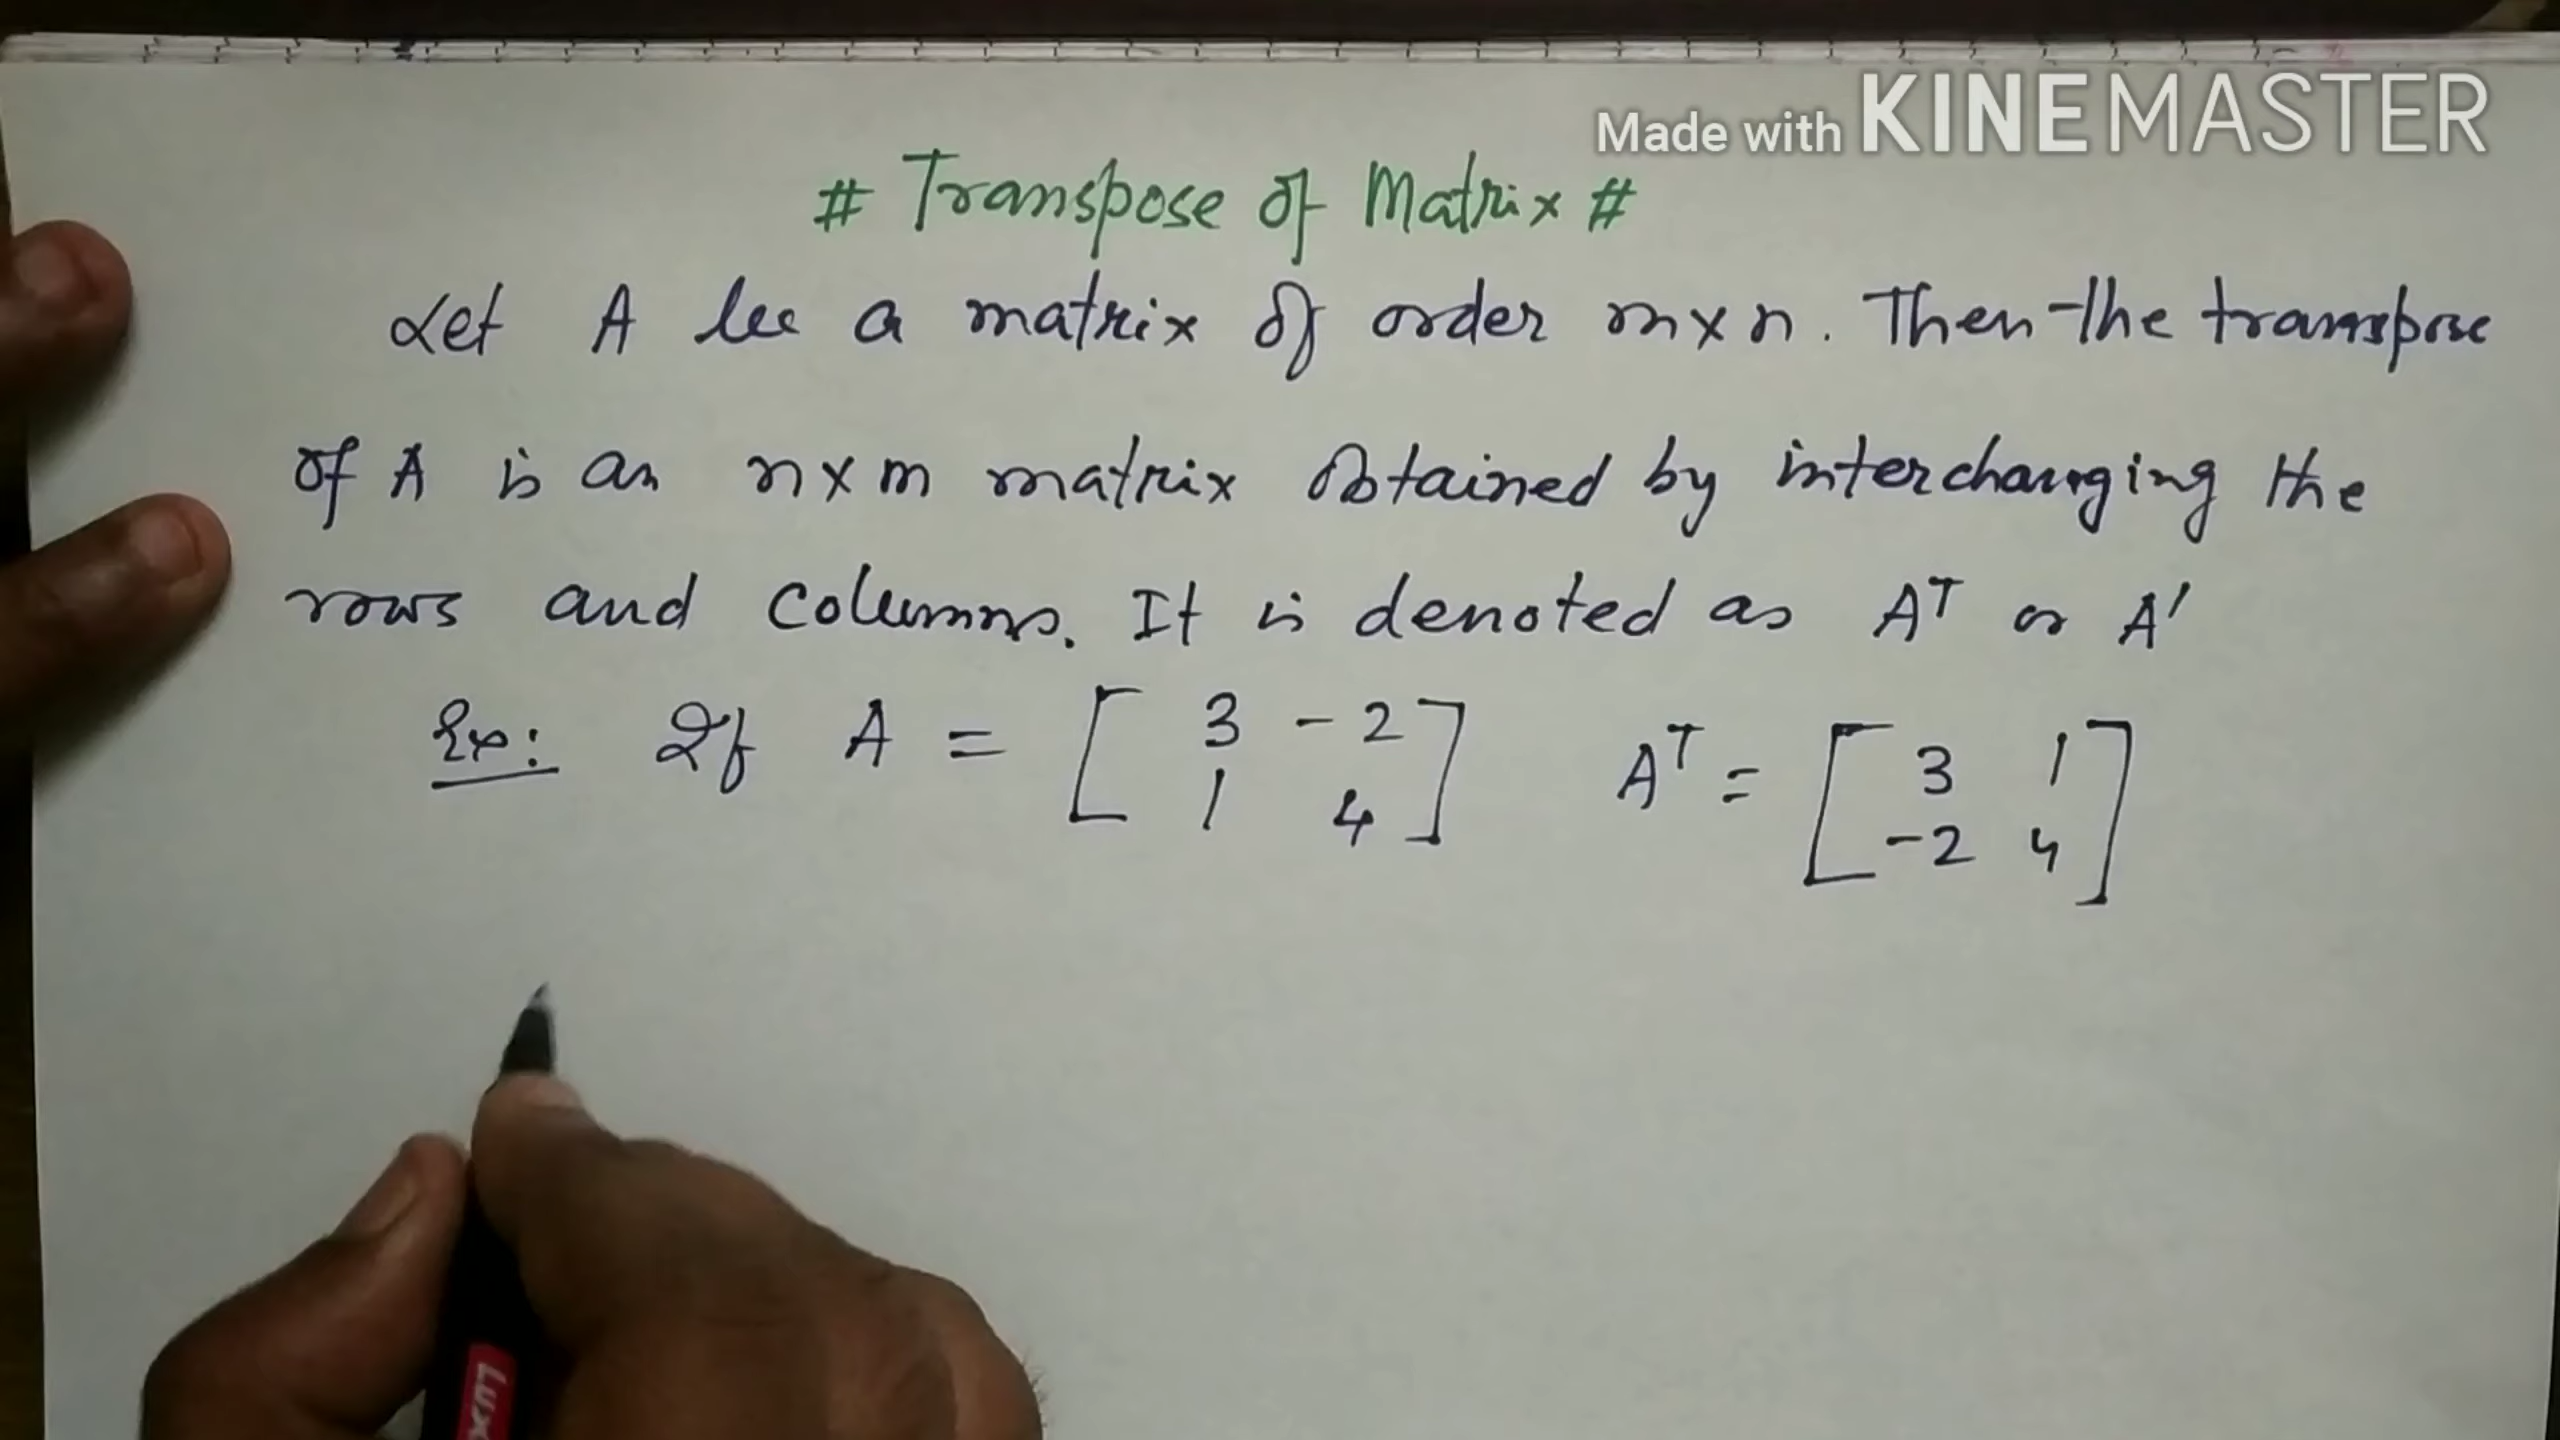 Made with KINEMASTER
# Transpose of Matrix #
Let A be a matrix of order m×n. Then the transpose
of A is an n×m matrix obtained by interchanging the
rows and columns. It is denoted as Aᵀ or A'
Ex: If A = [ 3 -2 Aᵀ = [ 3 1
1 4 ] -2 4 ]
LUX